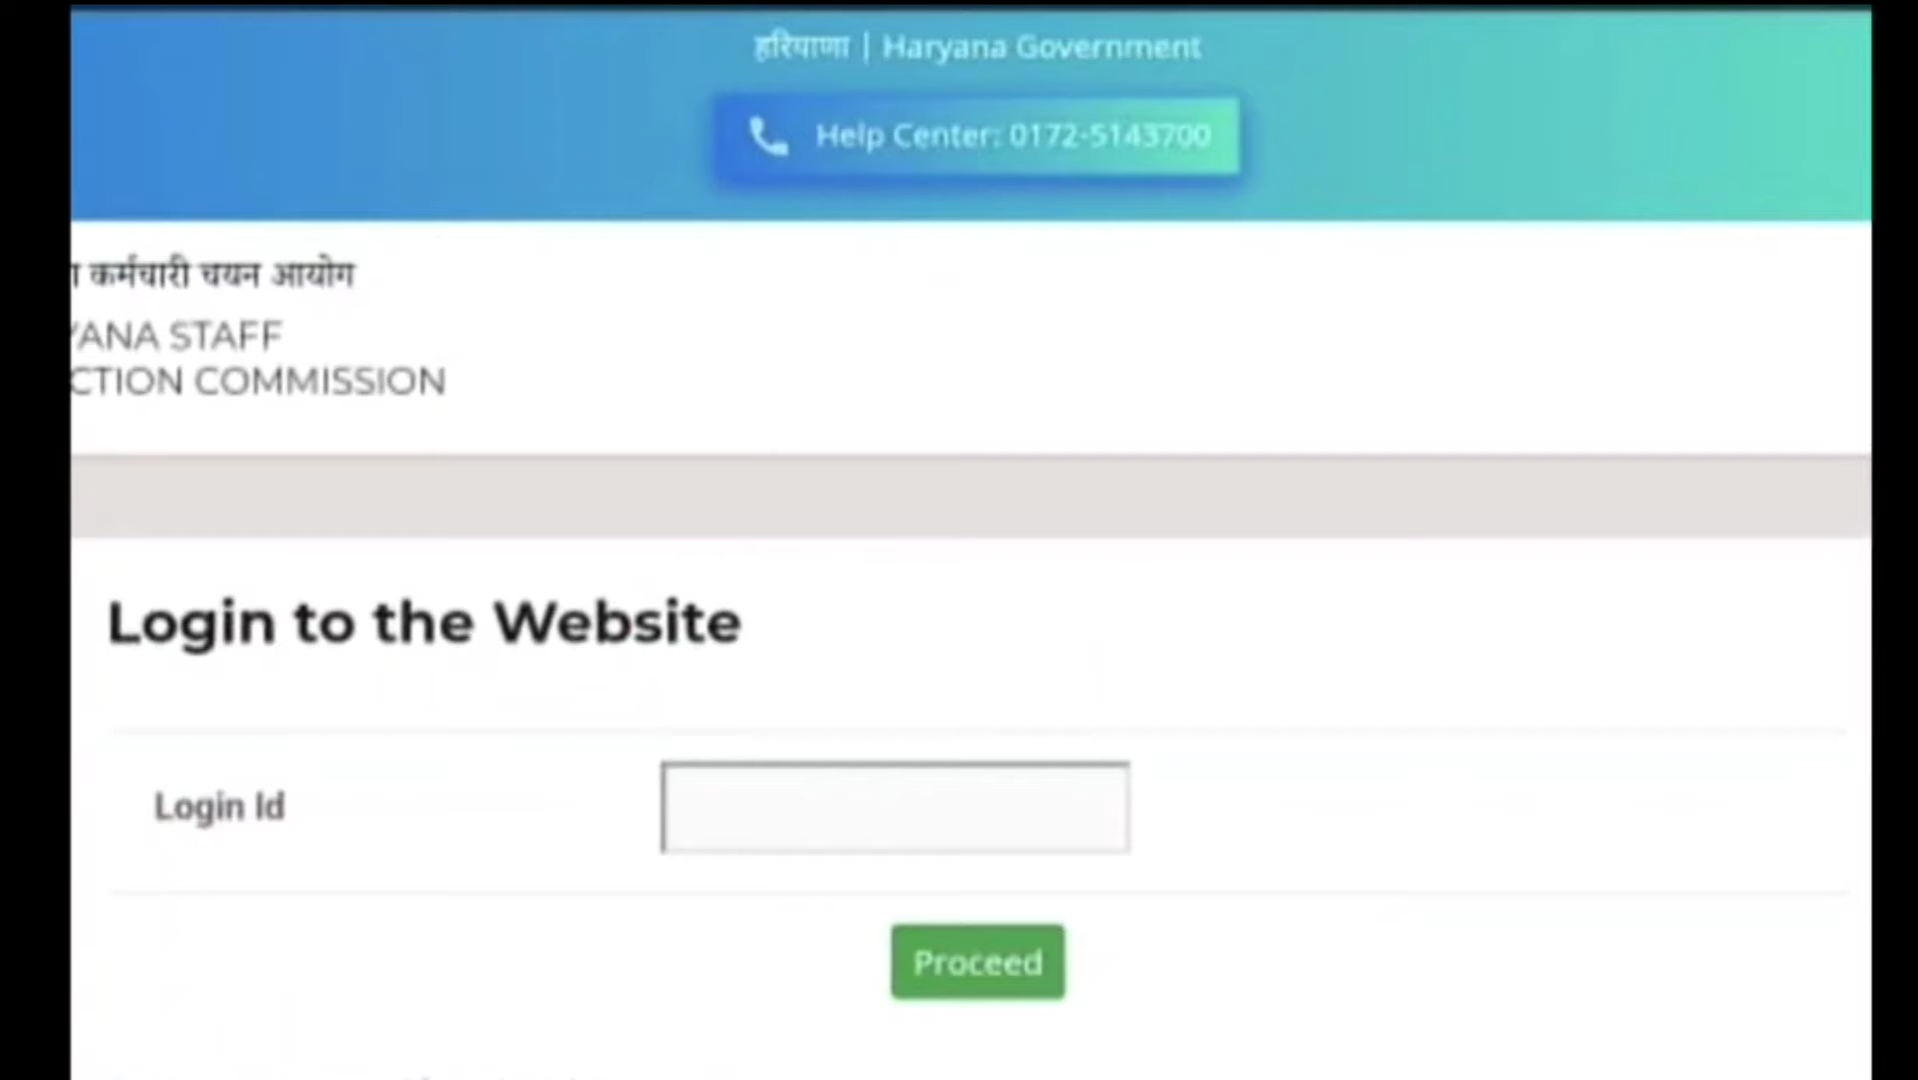 हरियाणा | Haryana Government
Help Center: 0172-5143700
कर्मचारी चयन आयोग
YANA STAFF
CTION COMMISSION
Login to the Website
Login Id
Proceed